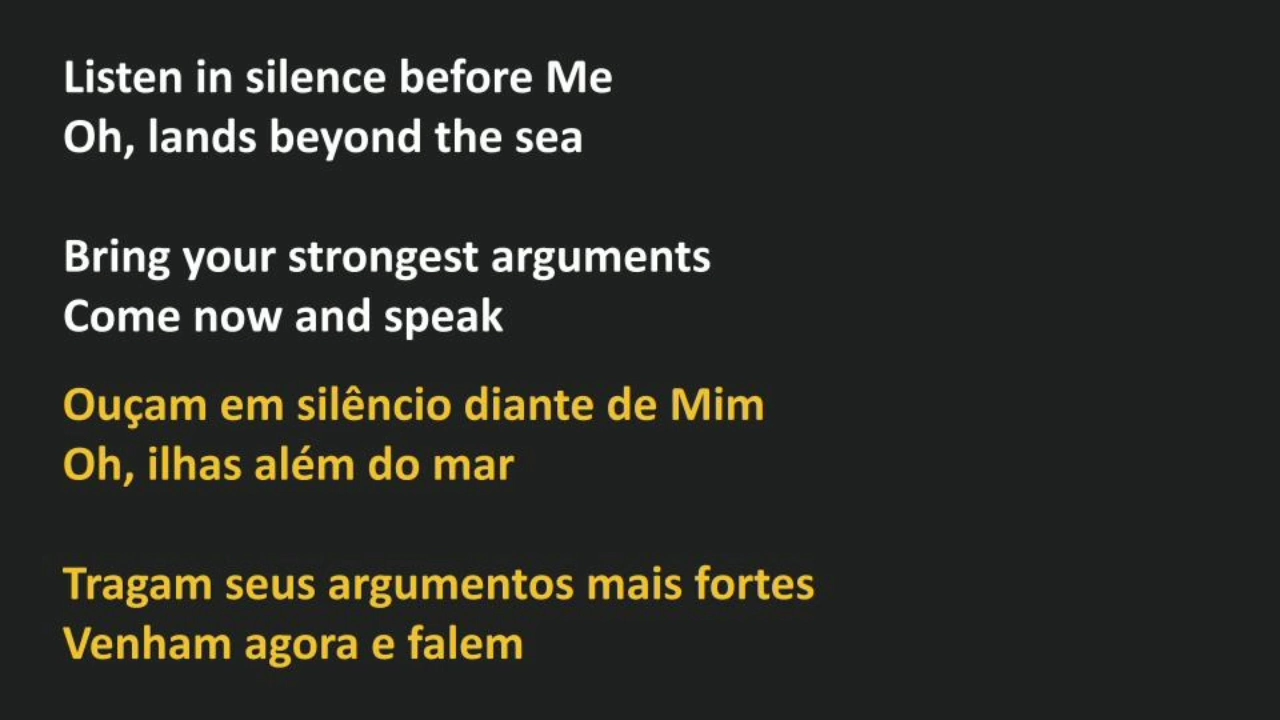 Listen in silence before Me
Oh, lands beyond the sea
Bring your strongest arguments
Come now and speak
Ouçam em silêncio diante de Mim
Oh, ilhas além do mar
Tragam seus argumentos mais fortes
Venham agora e falem